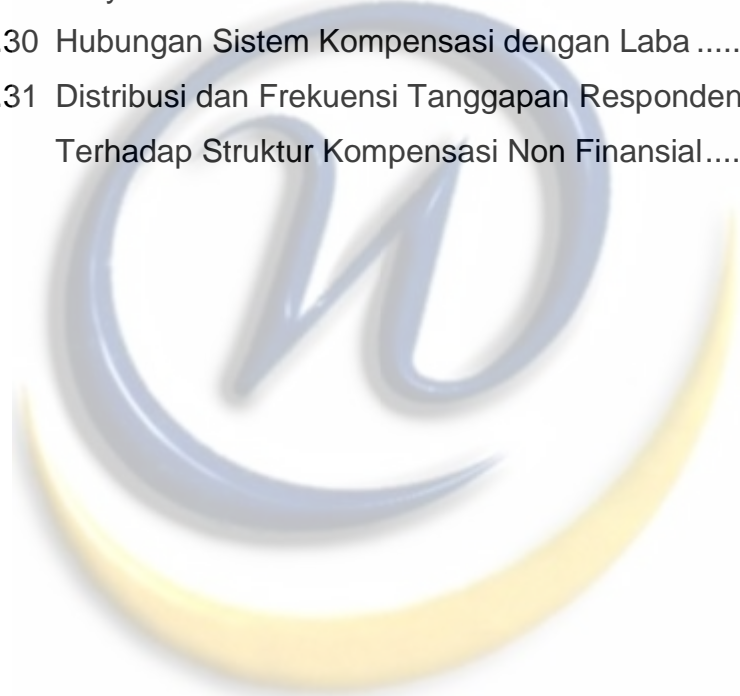 .30 Hubungan Sistem Kompensasi dengan Laba .....
.31 Distribusi dan Frekuensi Tanggapan Responden
Terhadap Struktur Kompensasi Non Finansial....